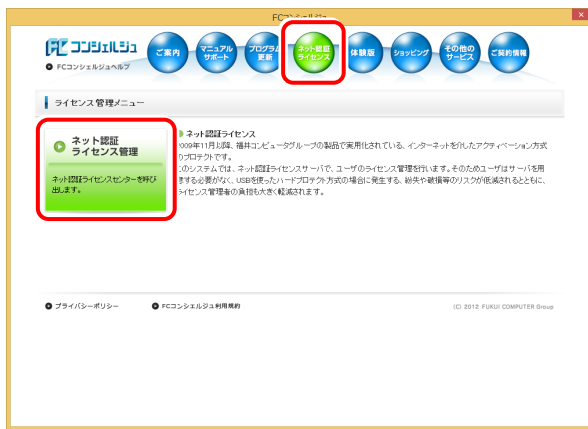 FCコンシェルジュ
FC コンシェルジュ
FCコンシェルジュヘルプ
ご案内
マニュアル
サポート
プログラム
更新
ネット認証
ライセンス
体験版
ショッピング
その他の
サービス
ご契約情報
ライセンス管理メニュー
ネット認証
ライセンス管理
ネット認証ライセンスセンターを呼び
出します。
ネット認証ライセンス
2009年11月以降、福井コンピュータグループの製品で実用化されている、インターネットを介したアクティベーション方式
のプロテクトです。
このシステムでは、ネット認証ライセンスサーバで、ユーザのライセンス管理を行います。そのためユーザはサーバを用
意する必要がなく、USBを使ったハードプロテクト方式の場合に発生する、紛失や破損等のリスクが低減されるとともに、
ライセンス管理者の負担も大きく軽減されます。
プライバシーポリシー
FCコンシェルジュ利用規約
(C) 2012 FUKUI COMPUTER Group